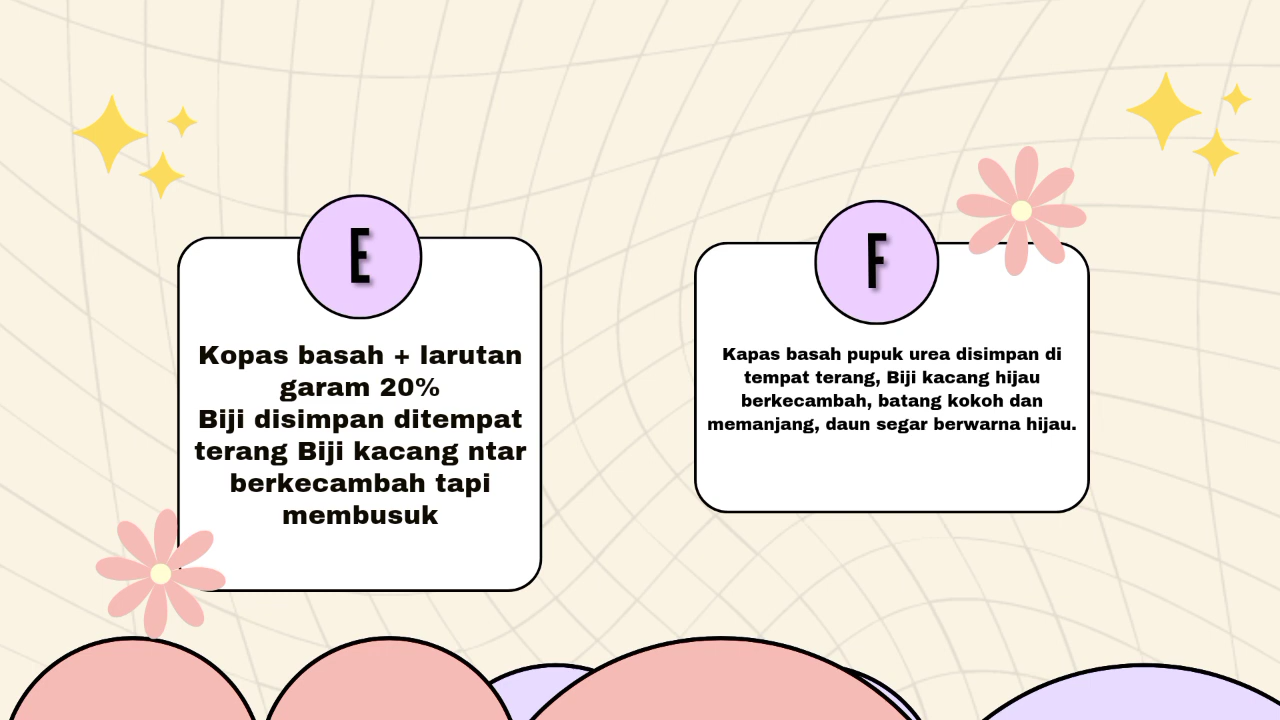 E
Kopas basah + larutan
garam 20%
Biji disimpan ditempat
terang Biji kacang ntar
berkecambah tapi
membusuk
F
Kapas basah pupuk urea disimpan di
tempat terang, Biji kacang hijau
berkecambah, batang kokoh dan
memanjang, daun segar berwarna hijau.